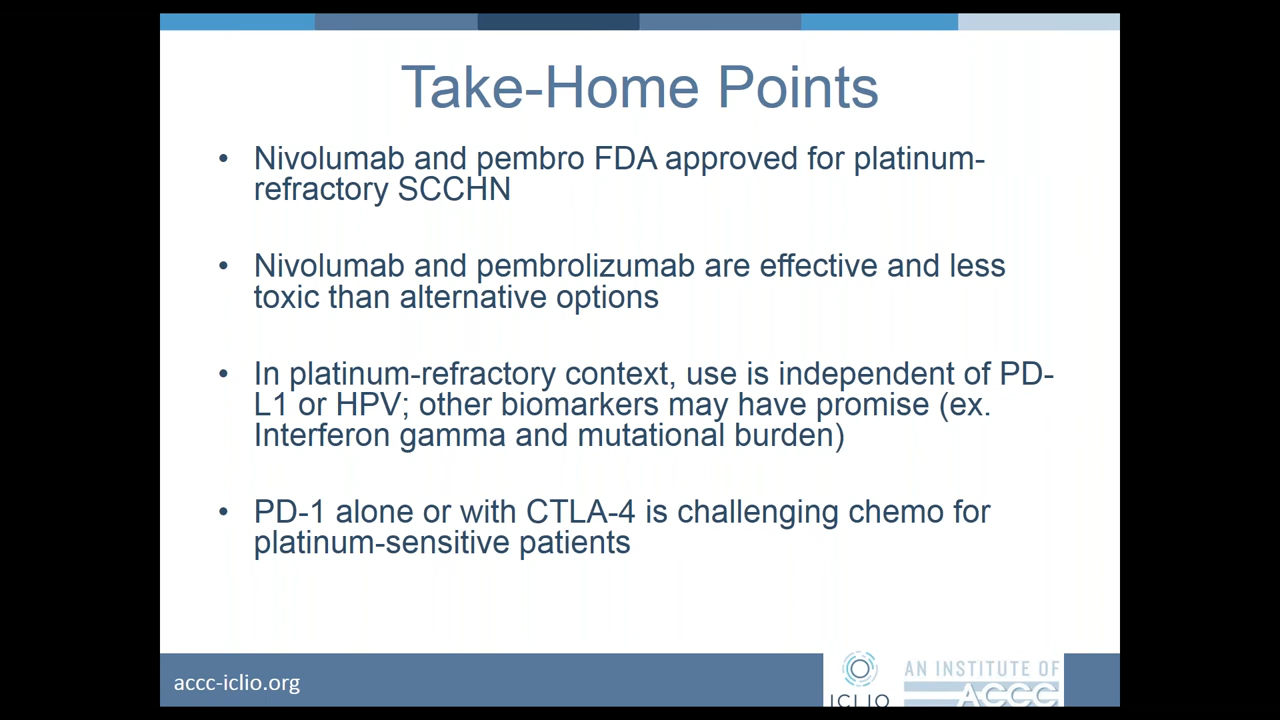 Take-Home Points
• Nivolumab and pembro FDA approved for platinum-
refractory SCCHN
• Nivolumab and pembrolizumab are effective and less
toxic than alternative options
• In platinum-refractory context, use is independent of PD-
L1 or HPV; other biomarkers may have promise (ex.
Interferon gamma and mutational burden)
• PD-1 alone or with CTLA-4 is challenging chemo for
platinum-sensitive patients
accc-iclio.org
ICLIO
AN INSTITUTE OF
ACCC